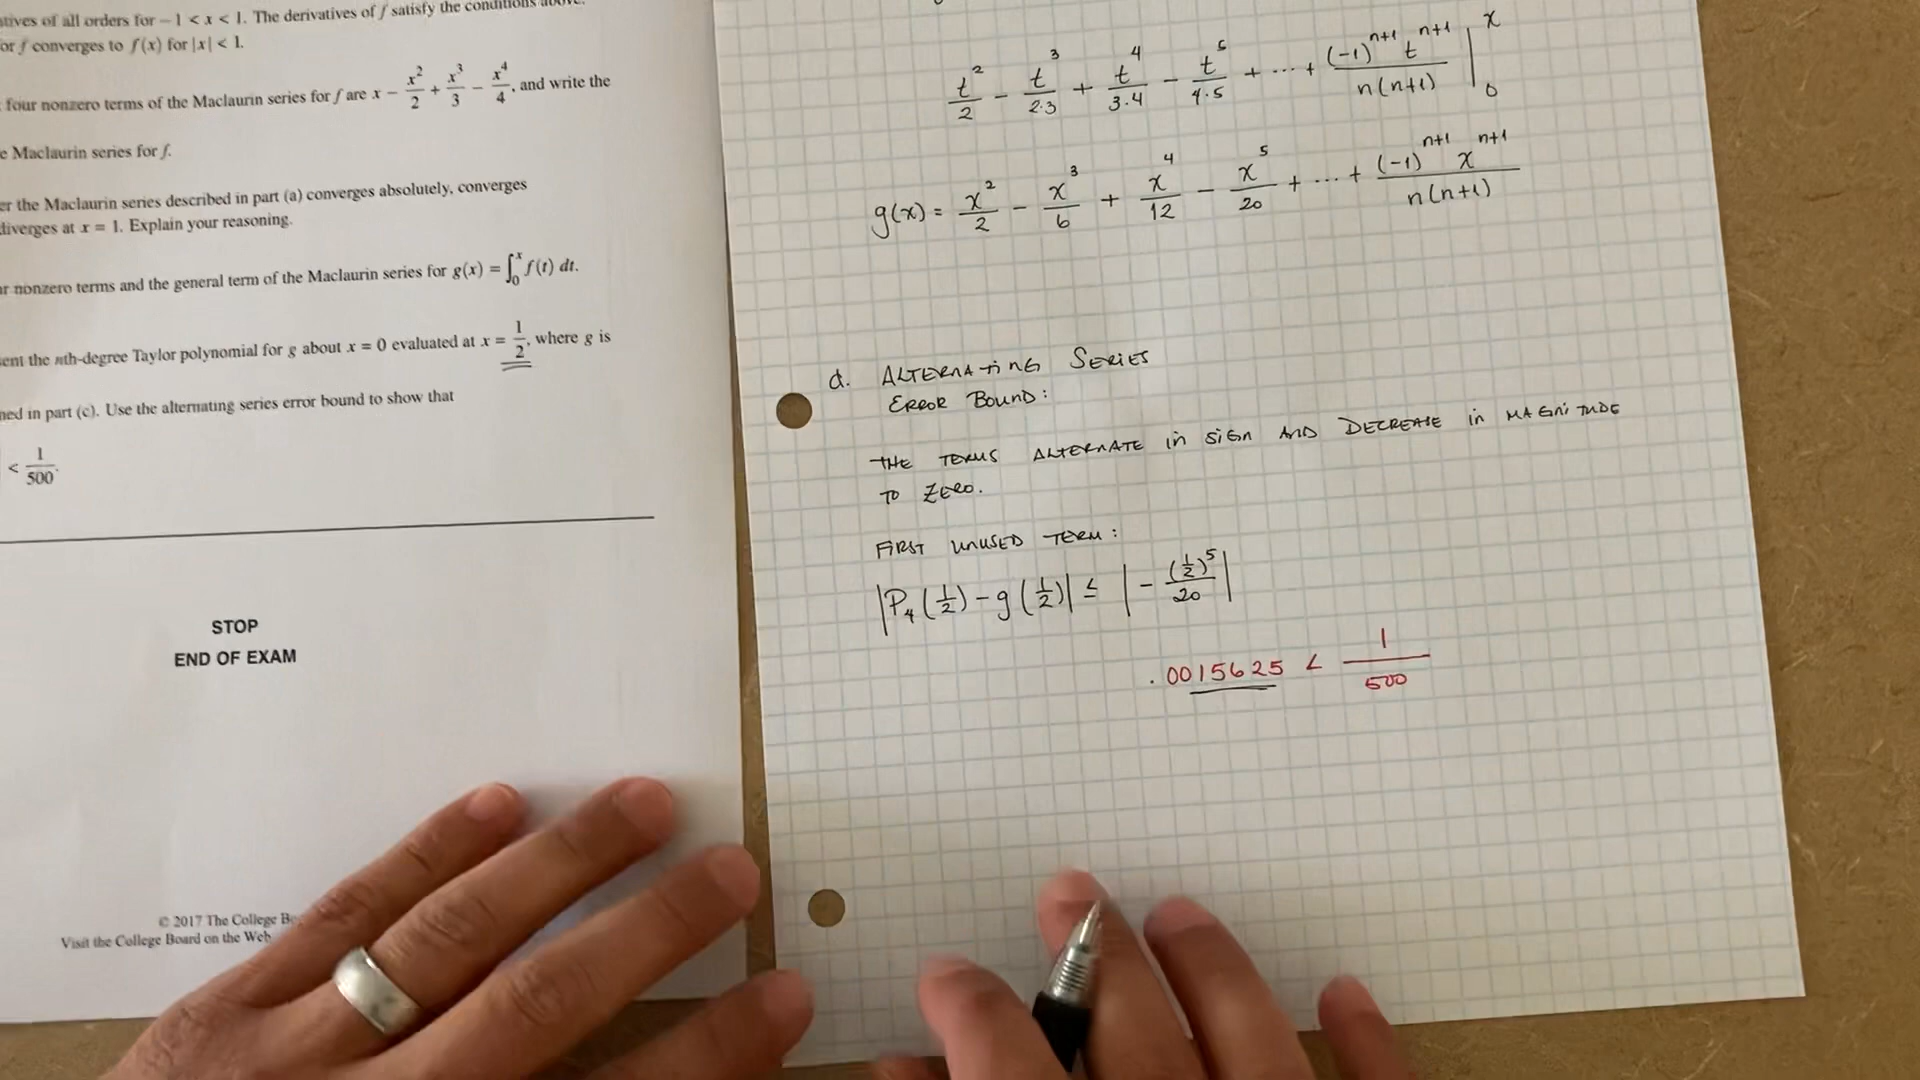 tives of all orders for −1 < x < 1. The derivatives of f satisfy the conditions above.
or f converges to f(x) for |x| < 1.
four nonzero terms of the Maclaurin series for f are x − x²/2 + x³/3 − x⁴/4, and write the
e Maclaurin series for f.
er the Maclaurin series described in part (a) converges absolutely, converges
diverges at x = 1. Explain your reasoning.
r nonzero terms and the general term of the Maclaurin series for g(x) = ∫₀ˣ f(t) dt.
ent the nth-degree Taylor polynomial for g about x = 0 evaluated at x = 1/2, where g is
ned in part (c). Use the alternating series error bound to show that
< 1/500.
STOP
END OF EXAM
© 2017 The College Bo
Visit the College Board on the Web
t²/2 − t³/2·3 + t⁴/3·4 − t⁵/4·5 + ... + (-1)ⁿ⁺¹ tⁿ⁺¹/n(n+1) |₀ˣ
g(x) = x²/2 − x³/6 + x⁴/12 − x⁵/20 + ... + (-1)ⁿ⁺¹ xⁿ⁺¹/n(n+1)
d. ALTERNATING SERIES
ERROR BOUND:
THE TERMS ALTERNATE in SIGN AND DECREASE in MAGNITUDE
TO ZERO.
FIRST UNUSED TERM:
|P₄(1/2) − g(1/2)| ≤ |− (1/2)⁵/20|
.0015625 < 1/500